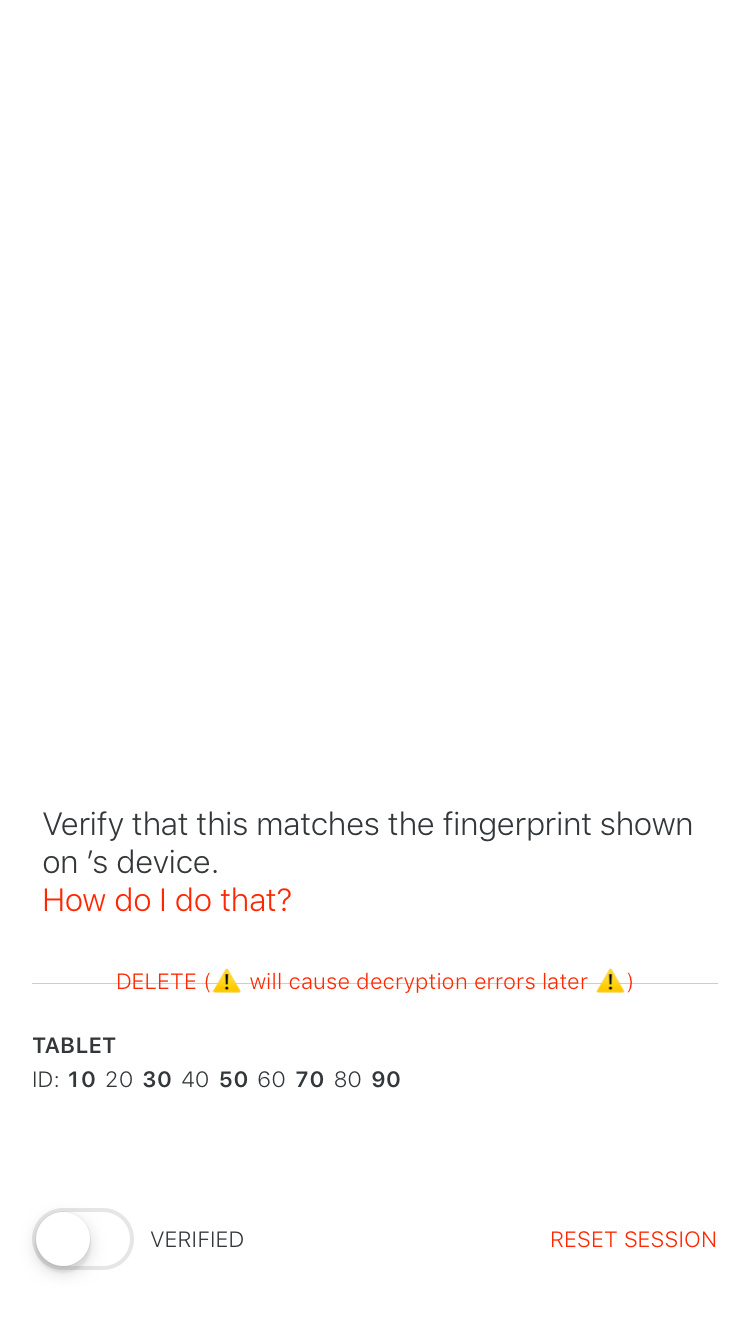 Verify that this matches the fingerprint shown
on ’s device.
How do I do that?
DELETE (⚠️ will cause decryption errors later ⚠️)
TABLET
ID: 10 20 30 40 50 60 70 80 90
VERIFIED
RESET SESSION